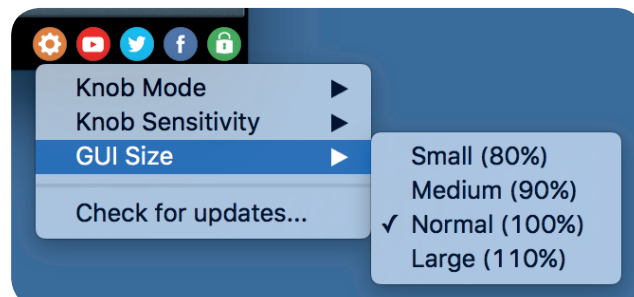 Knob Mode
Knob Sensitivity
GUI Size
Check for updates...
Small (80%)
Medium (90%)
✓ Normal (100%)
Large (110%)